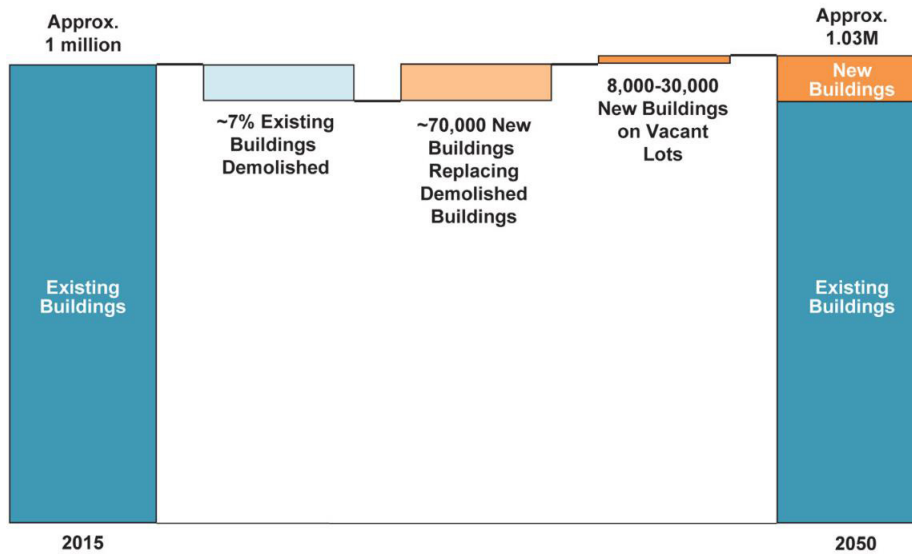 Approx.
1 million
Existing
Buildings
2015
~7% Existing
Buildings
Demolished
~70,000 New
Buildings
Replacing
Demolished
Buildings
8,000-30,000
New Buildings
on Vacant
Lots
Approx.
1.03M
New
Buildings
Existing
Buildings
2050